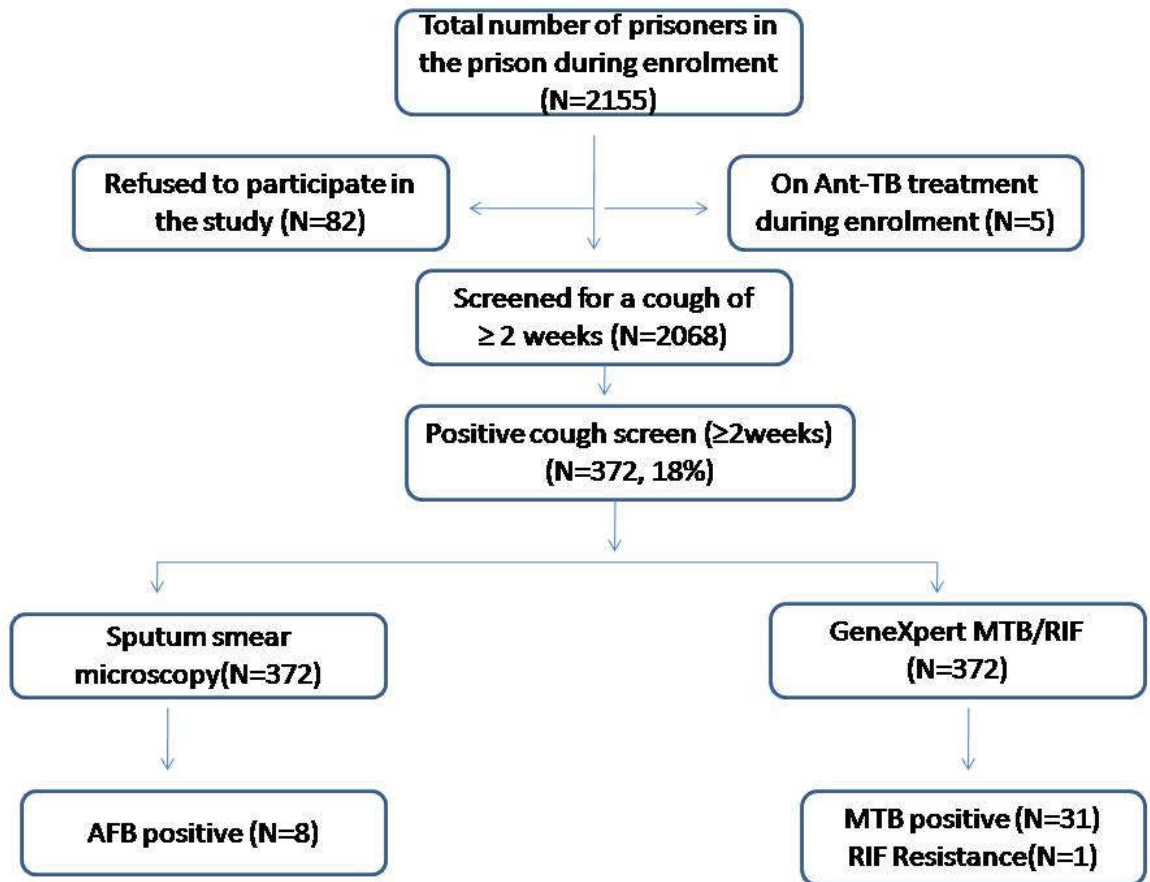 Total number of prisoners in
the prison during enrolment
(N=2155)
Refused to participate in
the study (N=82)
On Ant-TB treatment
during enrolment (N=5)
Screened for a cough of
≥ 2 weeks (N=2068)
Positive cough screen (≥2weeks)
(N=372, 18%)
Sputum smear
microscopy(N=372)
GeneXpert MTB/RIF
(N=372)
AFB positive (N=8)
MTB positive (N=31)
RIF Resistance(N=1)